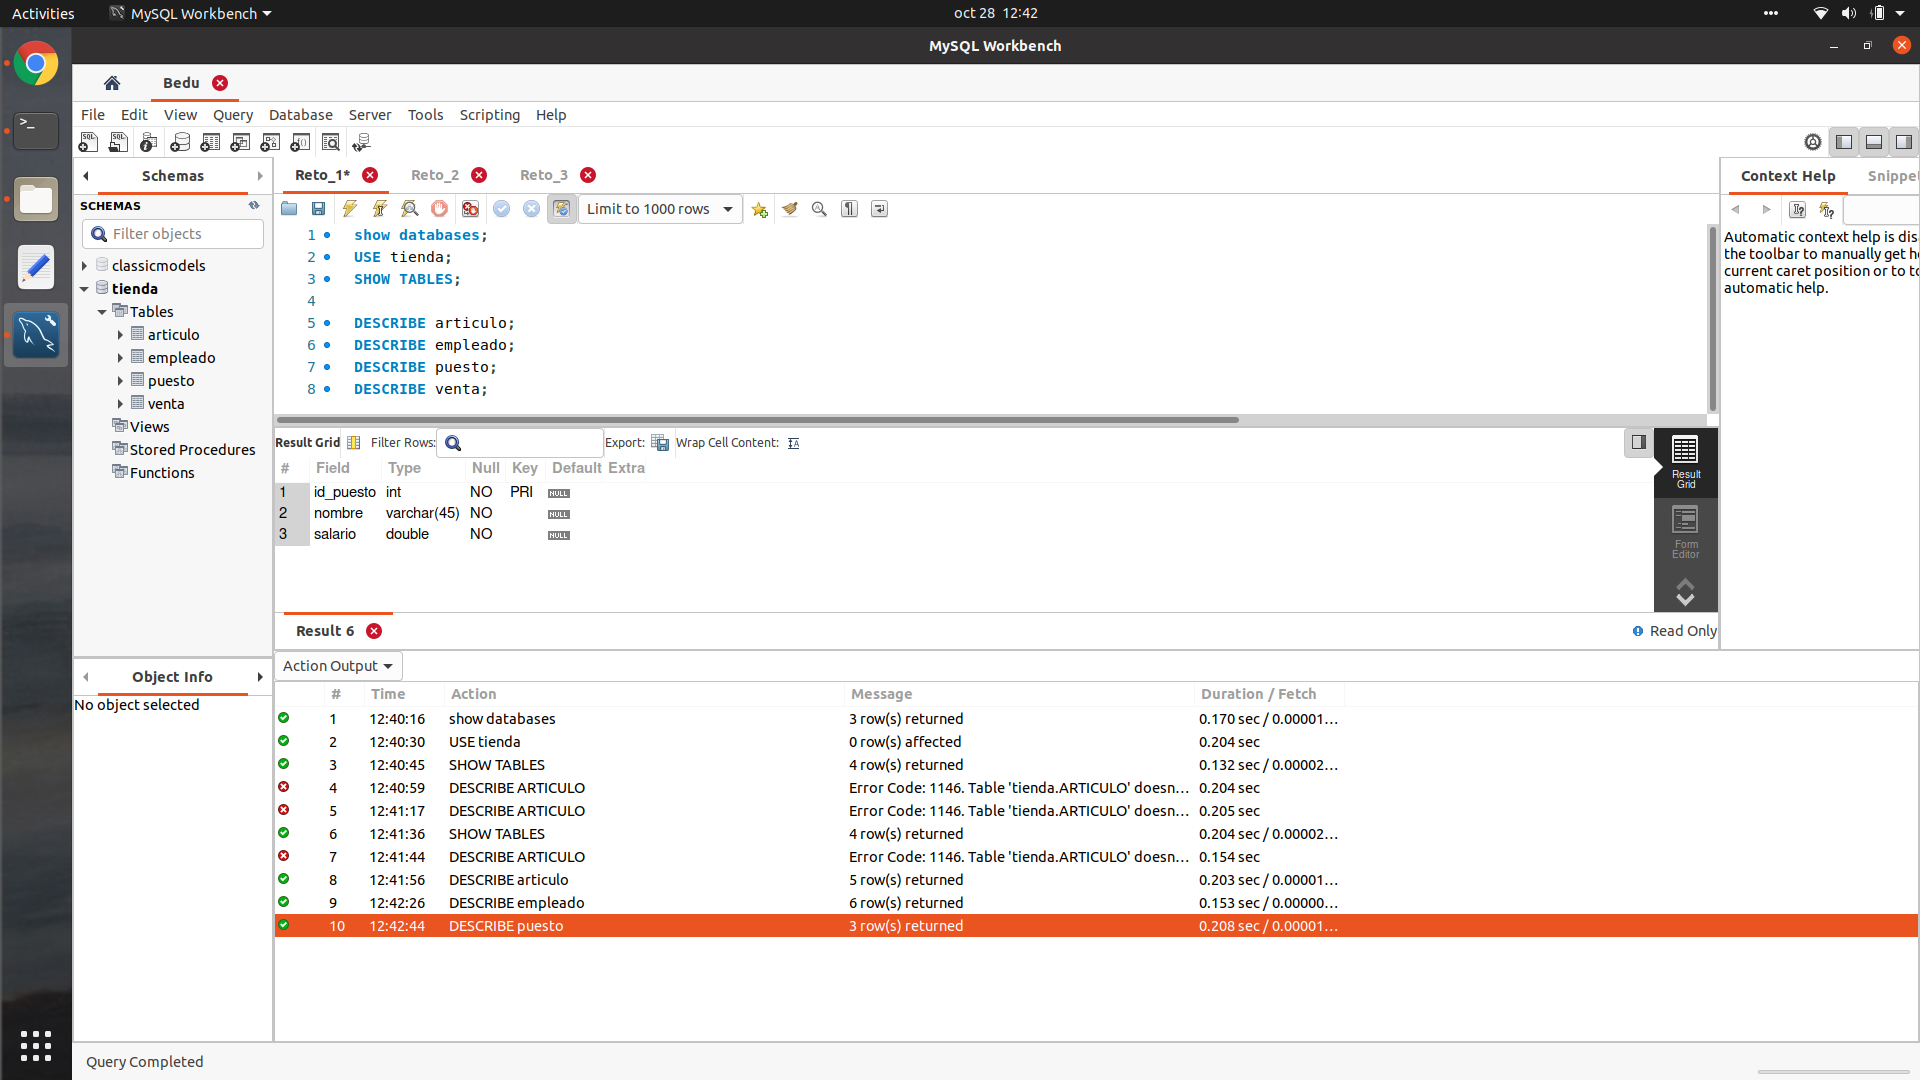 Activities MySQL Workbench oct 28 12:42
MySQL Workbench
Bedu
File Edit View Query Database Server Tools Scripting Help
Schemas
SCHEMAS
Filter objects
classicmodels
tienda
Tables
articulo
empleado
puesto
venta
Views
Stored Procedures
Functions
Reto_1* Reto_2 Reto_3
Limit to 1000 rows
1 show databases;
2 USE tienda;
3 SHOW TABLES;
4
5 DESCRIBE articulo;
6 DESCRIBE empleado;
7 DESCRIBE puesto;
8 DESCRIBE venta;
Result Grid Filter Rows: Export: Wrap Cell Content:
# Field Type Null Key Default Extra
1 id_puesto int NO PRI NULL
2 nombre varchar(45) NO NULL
3 salario double NO NULL
Result Grid
Form Editor
Result 6
Read Only
Context Help Snippet
Automatic context help is dis
the toolbar to manually get h
current caret position or to to
automatic help.
Object Info
No object selected
Action Output
# Time Action Message Duration / Fetch
1 12:40:16 show databases 3 row(s) returned 0.170 sec / 0.00001…
2 12:40:30 USE tienda 0 row(s) affected 0.204 sec
3 12:40:45 SHOW TABLES 4 row(s) returned 0.132 sec / 0.00002…
4 12:40:59 DESCRIBE ARTICULO Error Code: 1146. Table 'tienda.ARTICULO' doesn… 0.204 sec
5 12:41:17 DESCRIBE ARTICULO Error Code: 1146. Table 'tienda.ARTICULO' doesn… 0.205 sec
6 12:41:36 SHOW TABLES 4 row(s) returned 0.204 sec / 0.00002…
7 12:41:44 DESCRIBE ARTICULO Error Code: 1146. Table 'tienda.ARTICULO' doesn… 0.154 sec
8 12:41:56 DESCRIBE articulo 5 row(s) returned 0.203 sec / 0.00001…
9 12:42:26 DESCRIBE empleado 6 row(s) returned 0.153 sec / 0.00000…
10 12:42:44 DESCRIBE puesto 3 row(s) returned 0.208 sec / 0.00001…
Query Completed